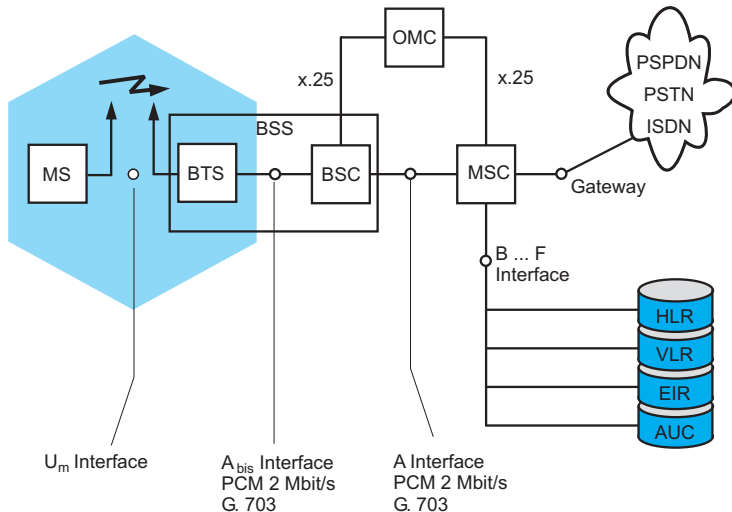 OMC
x.25
x.25
PSPDN
PSTN
ISDN
BSS
MS
BTS
BSC
MSC
Gateway
B ... F
Interface
HLR
VLR
EIR
AUC
Um Interface
Abis Interface
PCM 2 Mbit/s
G. 703
A Interface
PCM 2 Mbit/s
G. 703